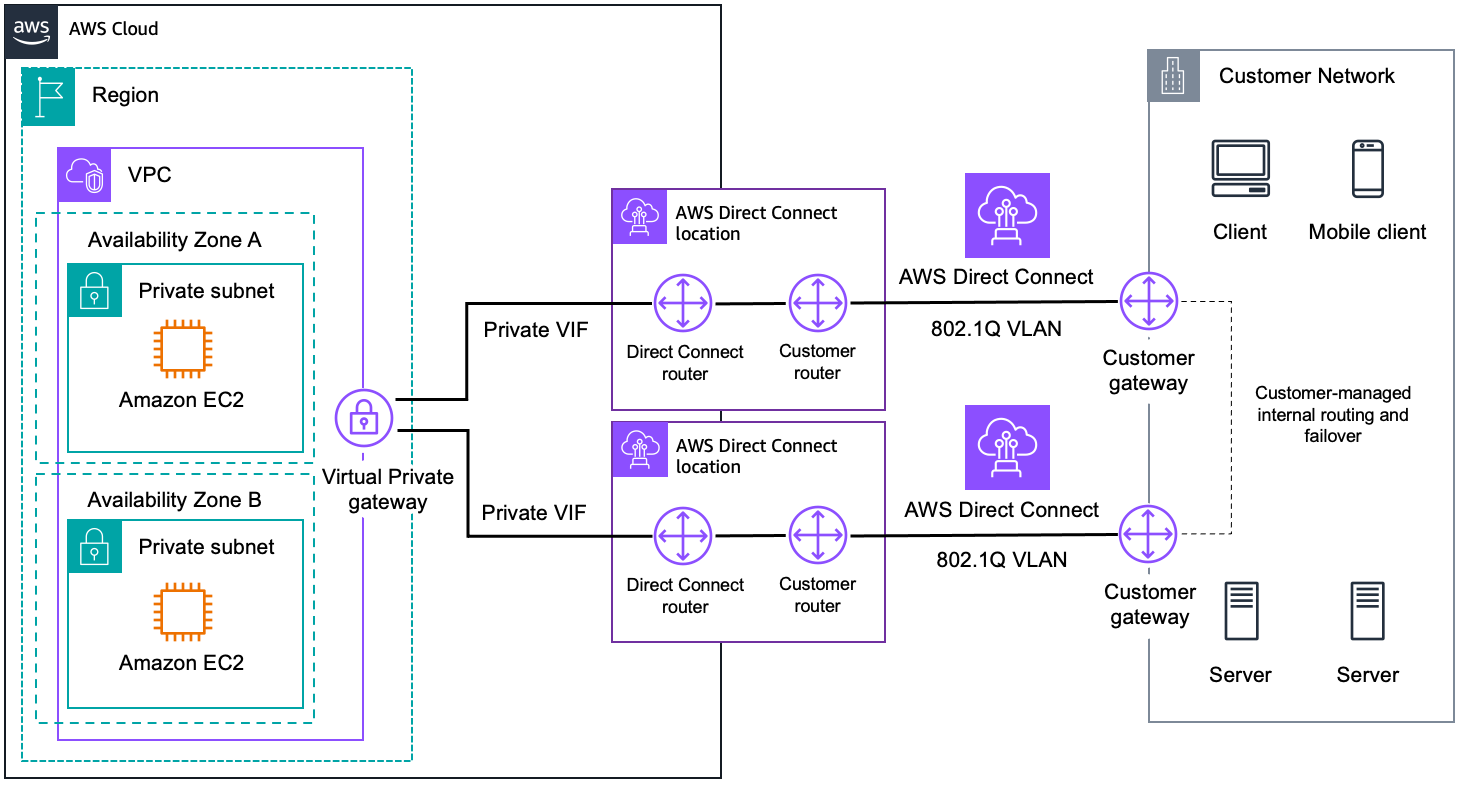 aws
AWS Cloud
Region
VPC
Availability Zone A
Private subnet
Amazon EC2
Availability Zone B
Private subnet
Amazon EC2
Virtual Private
gateway
Private VIF
Private VIF
AWS Direct Connect
location
Direct Connect
router
Customer
router
AWS Direct Connect
location
Direct Connect
router
Customer
router
AWS Direct Connect
802.1Q VLAN
AWS Direct Connect
802.1Q VLAN
Customer Network
Client
Mobile client
Customer
gateway
Customer-managed
internal routing and
failover
Customer
gateway
Server
Server